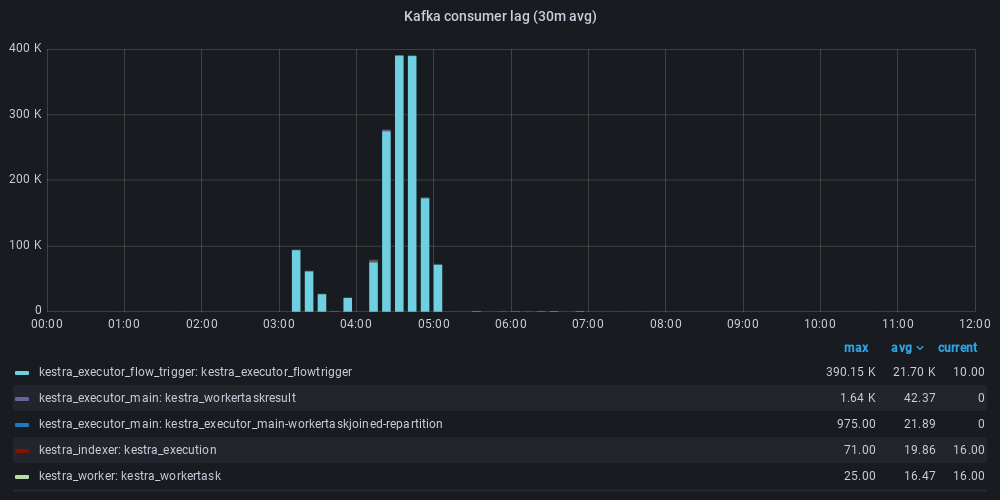 Kafka consumer lag (30m avg)
400 K
300 K
200 K
100 K
0
00:00 01:00 02:00 03:00 04:00 05:00 06:00 07:00 08:00 09:00 10:00 11:00 12:00
max avg current
kestra_executor_flow_trigger: kestra_executor_flowtrigger 390.15 K 21.70 K 10.00
kestra_executor_main: kestra_workertaskresult 1.64 K 42.37 0
kestra_executor_main: kestra_executor_main-workertaskjoined-repartition 975.00 21.89 0
kestra_indexer: kestra_execution 71.00 19.86 16.00
kestra_worker: kestra_workertask 25.00 16.47 16.00